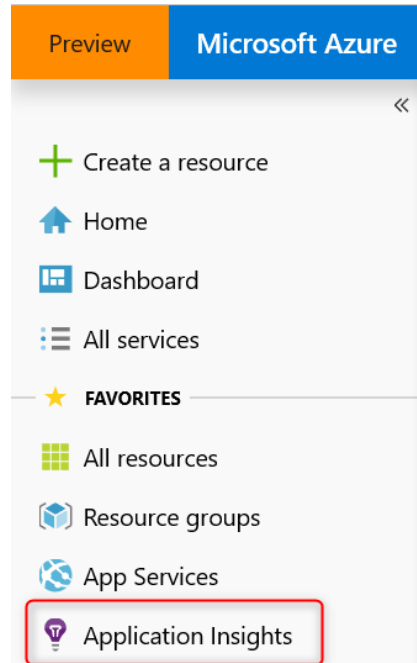 Preview
Microsoft Azure
«
Create a resource
Home
Dashboard
All services
FAVORITES
All resources
Resource groups
App Services
Application Insights